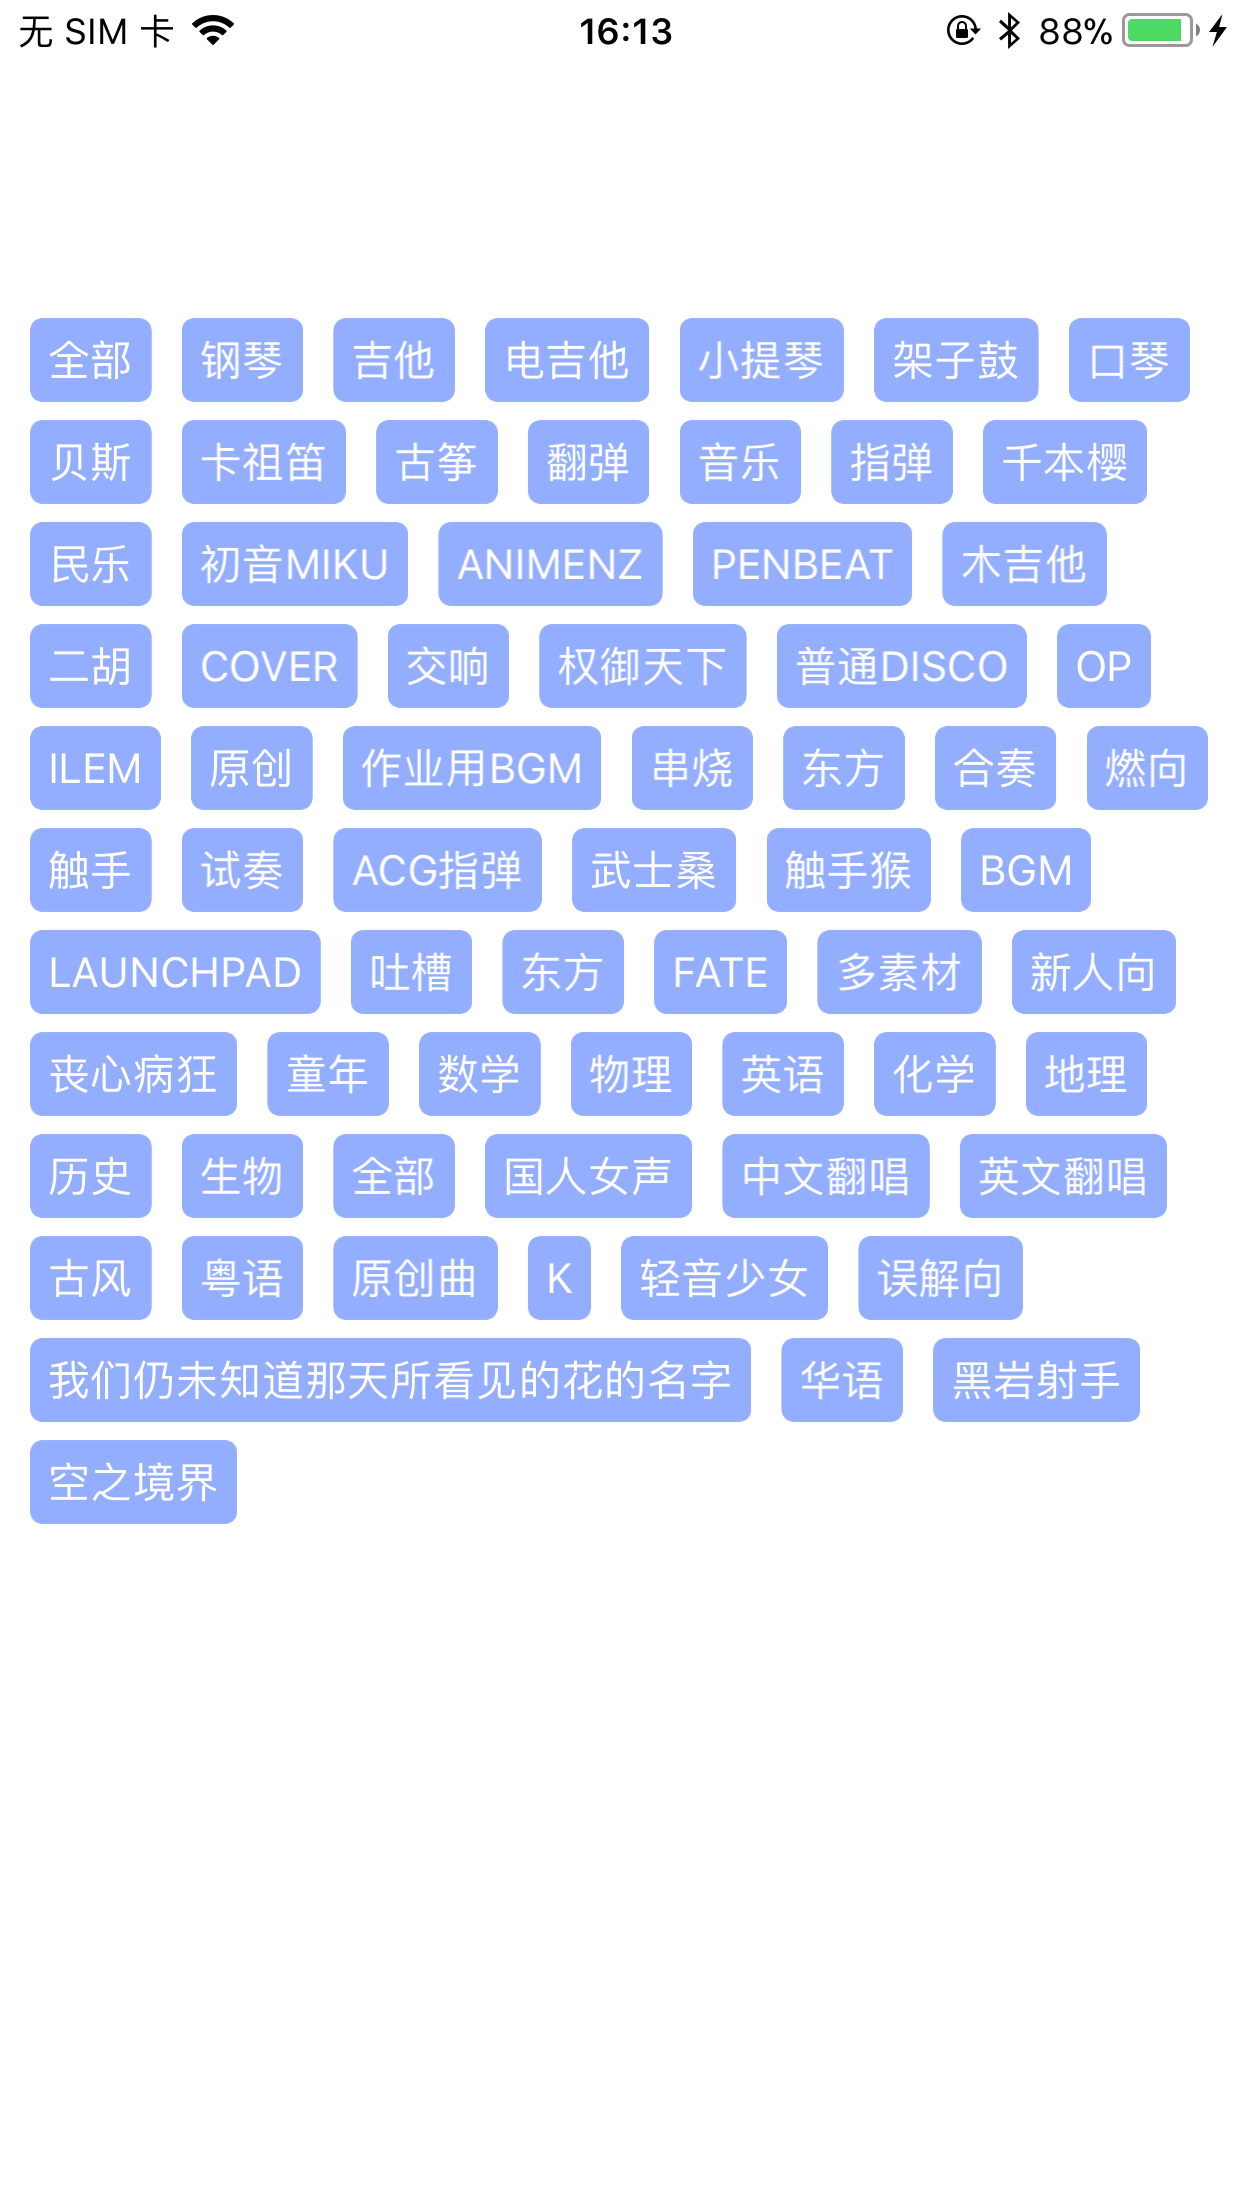 无 SIM 卡 16:13 88%
全部 钢琴 吉他 电吉他 小提琴 架子鼓 口琴
贝斯 卡祖笛 古筝 翻弹 音乐 指弹 千本樱
民乐 初音MIKU ANIMENZ PENBEAT 木吉他
二胡 COVER 交响 权御天下 普通DISCO OP
ILEM 原创 作业用BGM 串烧 东方 合奏 燃向
触手 试奏 ACG指弹 武士桑 触手猴 BGM
LAUNCHPAD 吐槽 东方 FATE 多素材 新人向
丧心病狂 童年 数学 物理 英语 化学 地理
历史 生物 全部 国人女声 中文翻唱 英文翻唱
古风 粤语 原创曲 K 轻音少女 误解向
我们仍未知道那天所看见的花的名字 华语 黑岩射手
空之境界